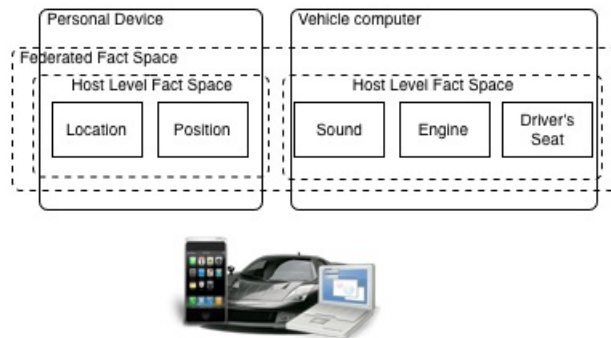 Personal Device
Vehicle computer
Federated Fact Space
Host Level Fact Space
Host Level Fact Space
Location
Position
Sound
Engine
Driver's
Seat